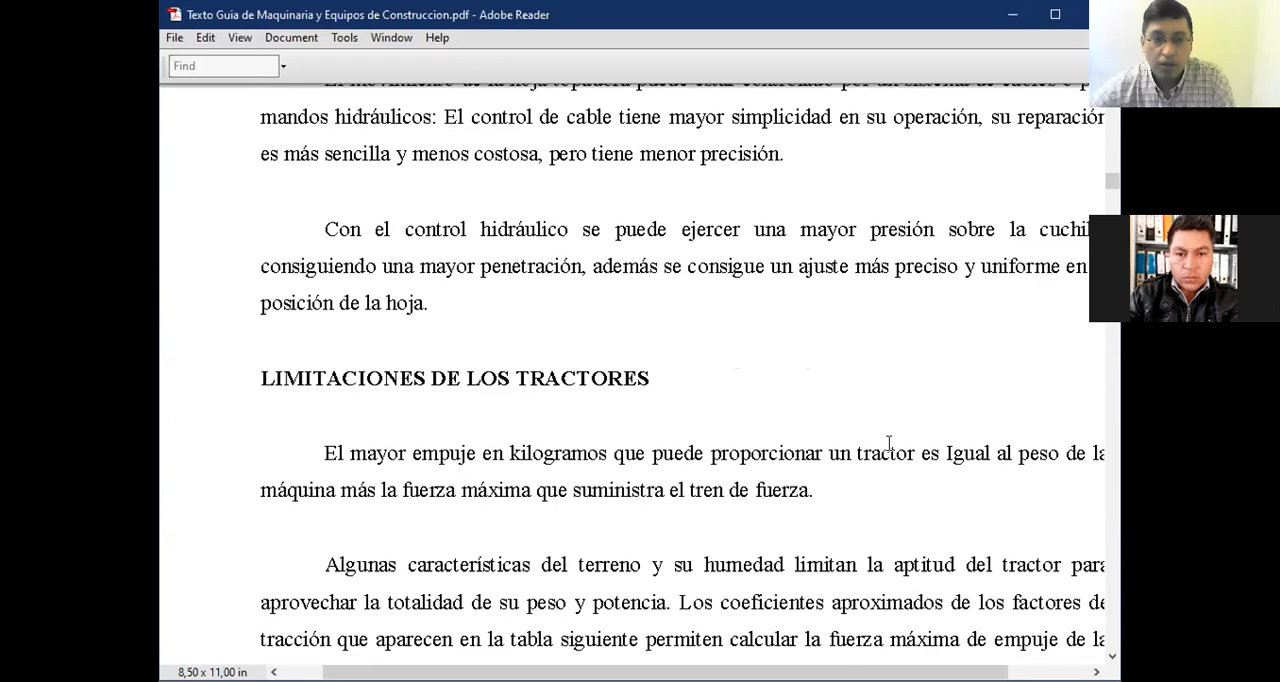 Texto Guia de Maquinaria y Equipos de Construccion.pdf - Adobe Reader
File Edit View Document Tools Window Help
Find
mandos hidráulicos: El control de cable tiene mayor simplicidad en su operación, su reparación
es más sencilla y menos costosa, pero tiene menor precisión.
Con el control hidráulico se puede ejercer una mayor presión sobre la
consiguiendo una mayor penetración, además se consigue un ajuste más preciso y uniforme en
posición de la hoja.
LIMITACIONES DE LOS TRACTORES
El mayor empuje en kilogramos que puede proporcionar un tractor es Igual al peso de la
máquina más la fuerza máxima que suministra el tren de fuerza.
Algunas características del terreno y su humedad limitan la aptitud del tractor para
aprovechar la totalidad de su peso y potencia. Los coeficientes aproximados de los factores de
tracción que aparecen en la tabla siguiente permiten calcular la fuerza máxima de empuje de la
8,50 x 11,00 in